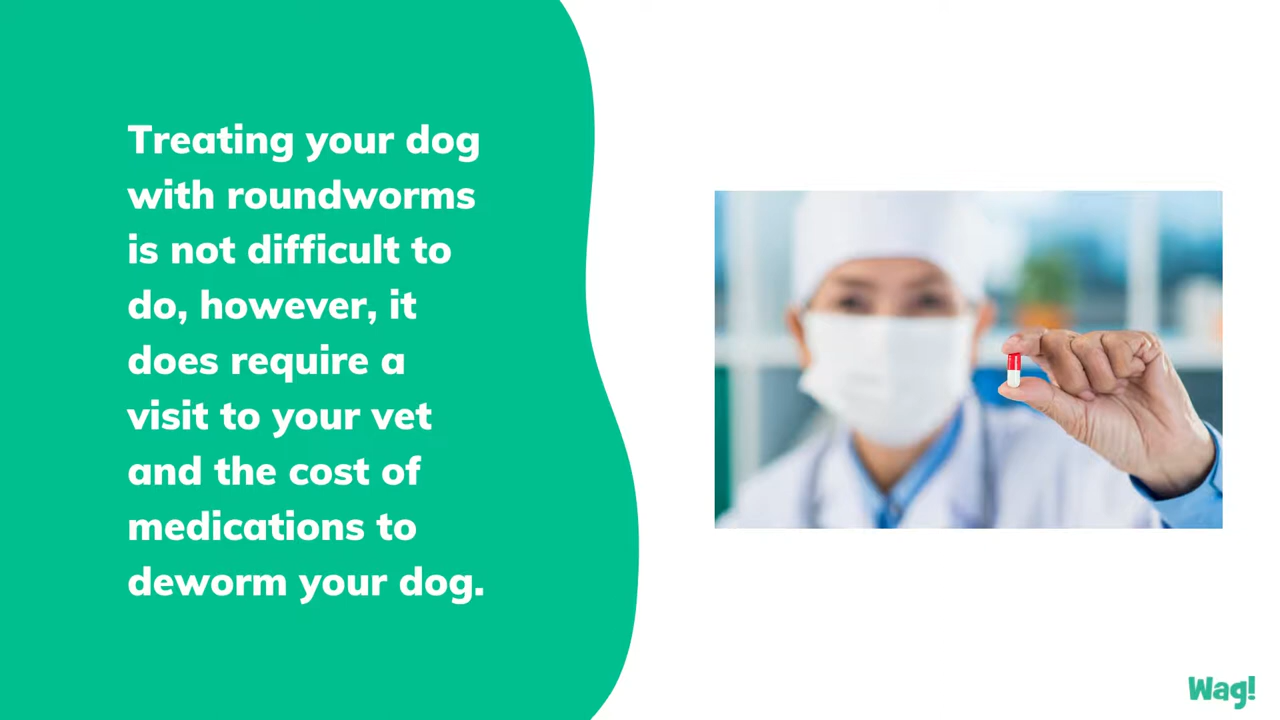 Treating your dog
with roundworms
is not difficult to
do, however, it
does require a
visit to your vet
and the cost of
medications to
deworm your dog.
Wag!